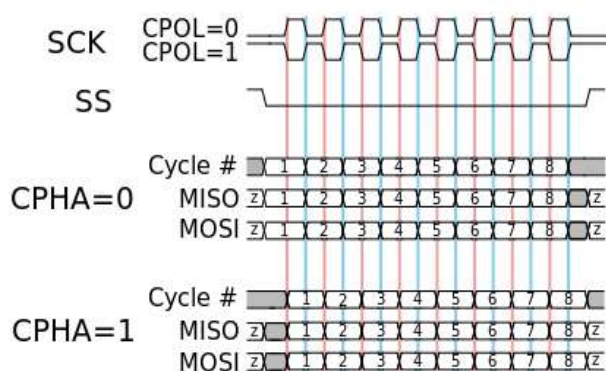 SCK CPOL=0
CPOL=1
SS
Cycle # 1 2 3 4 5 6 7 8
CPHA=0 MISO z 1 2 3 4 5 6 7 8 z
MOSI z 1 2 3 4 5 6 7 8 z
Cycle # 1 2 3 4 5 6 7 8
CPHA=1 MISO z 1 2 3 4 5 6 7 8 z
MOSI z 1 2 3 4 5 6 7 8 z